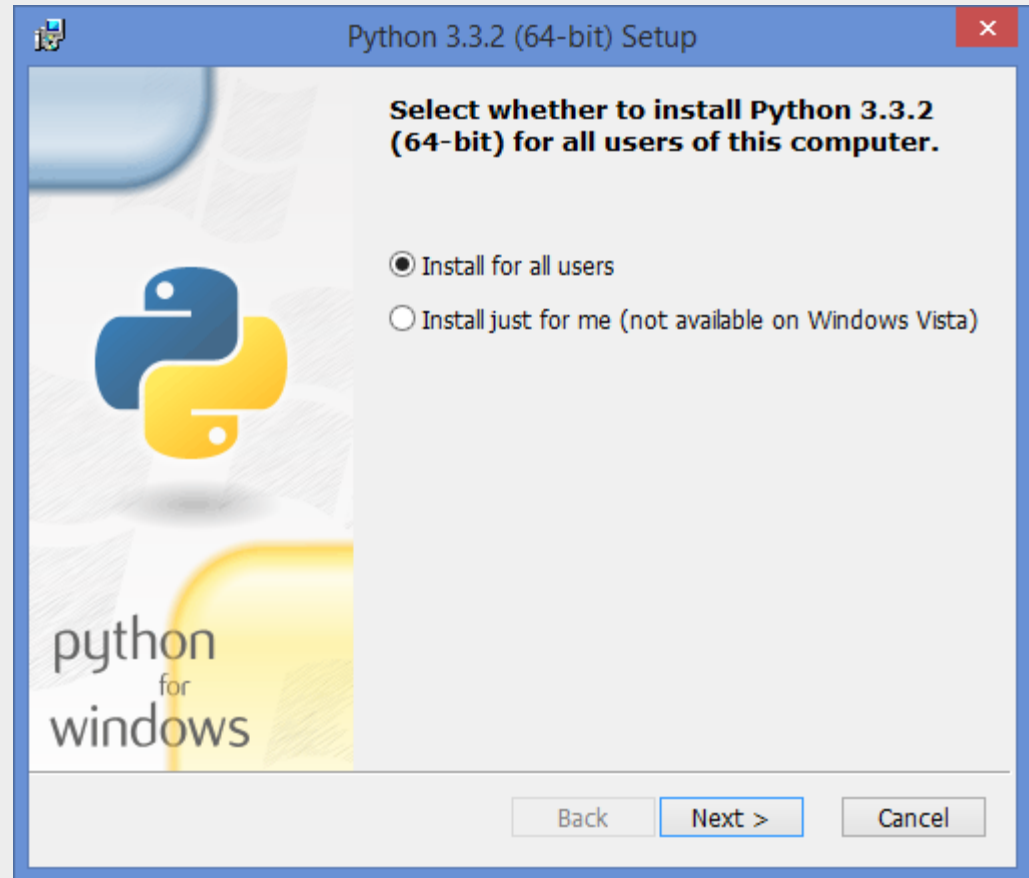 Python 3.3.2 (64-bit) Setup
Select whether to install Python 3.3.2
(64-bit) for all users of this computer.
Install for all users
Install just for me (not available on Windows Vista)
python
for
windows
Back
Next >
Cancel